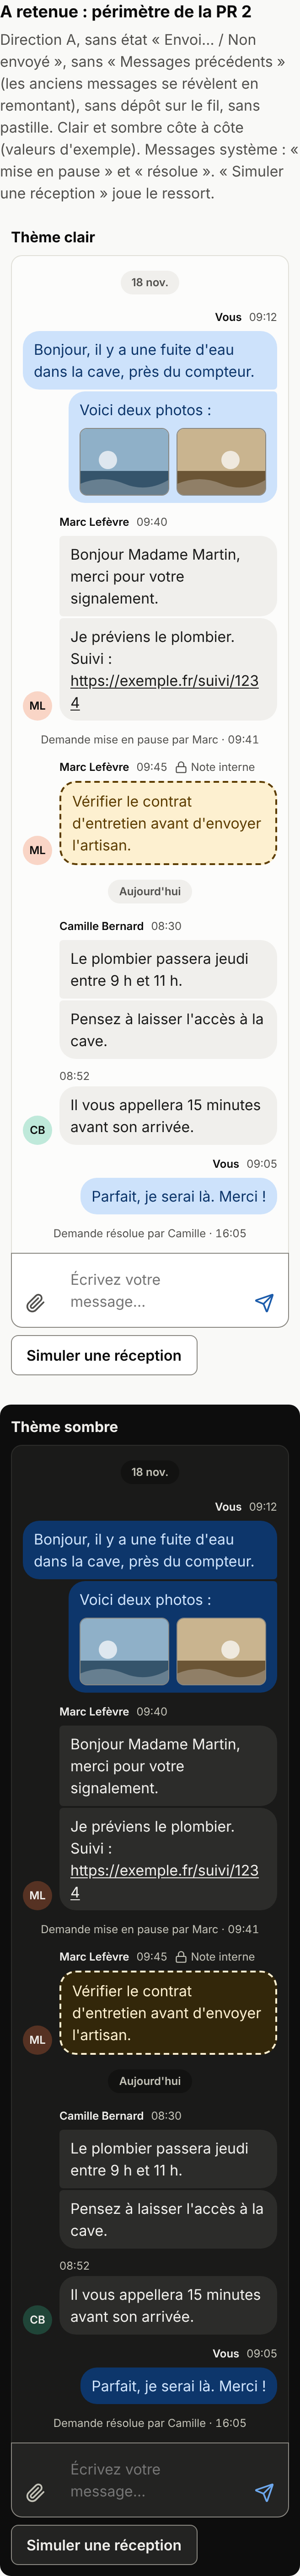 A retenue : périmètre de la PR 2
Direction A, sans état « Envoi… / Non
envoyé », sans « Messages précédents »
(les anciens messages se révèlent en
remontant), sans dépôt sur le fil, sans
pastille. Clair et sombre côte à côte
(valeurs d'exemple). Messages système : «
mise en pause » et « résolue ». « Simuler
une réception » joue le ressort.
Thème clair
18 nov.
Vous 09:12
Bonjour, il y a une fuite d'eau
dans la cave, près du compteur.
Voici deux photos :
Marc Lefèvre 09:40
Bonjour Madame Martin,
merci pour votre
signalement.
Je préviens le plombier.
Suivi :
https://exemple.fr/suivi/123
4
ML
Demande mise en pause par Marc · 09:41
Marc Lefèvre 09:45 Note interne
Vérifier le contrat
d'entretien avant d'envoyer
l'artisan.
ML
Aujourd'hui
Camille Bernard 08:30
Le plombier passera jeudi
entre 9 h et 11 h.
Pensez à laisser l'accès à la
cave.
08:52
Il vous appellera 15 minutes
avant son arrivée.
CB
Vous 09:05
Parfait, je serai là. Merci !
Demande résolue par Camille · 16:05
Écrivez votre
message…
Simuler une réception
Thème sombre
18 nov.
Vous 09:12
Bonjour, il y a une fuite d'eau
dans la cave, près du compteur.
Voici deux photos :
Marc Lefèvre 09:40
Bonjour Madame Martin,
merci pour votre
signalement.
Je préviens le plombier.
Suivi :
https://exemple.fr/suivi/123
4
ML
Demande mise en pause par Marc · 09:41
Marc Lefèvre 09:45 Note interne
Vérifier le contrat
d'entretien avant d'envoyer
l'artisan.
ML
Aujourd'hui
Camille Bernard 08:30
Le plombier passera jeudi
entre 9 h et 11 h.
Pensez à laisser l'accès à la
cave.
08:52
Il vous appellera 15 minutes
avant son arrivée.
CB
Vous 09:05
Parfait, je serai là. Merci !
Demande résolue par Camille · 16:05
Écrivez votre
message…
Simuler une réception